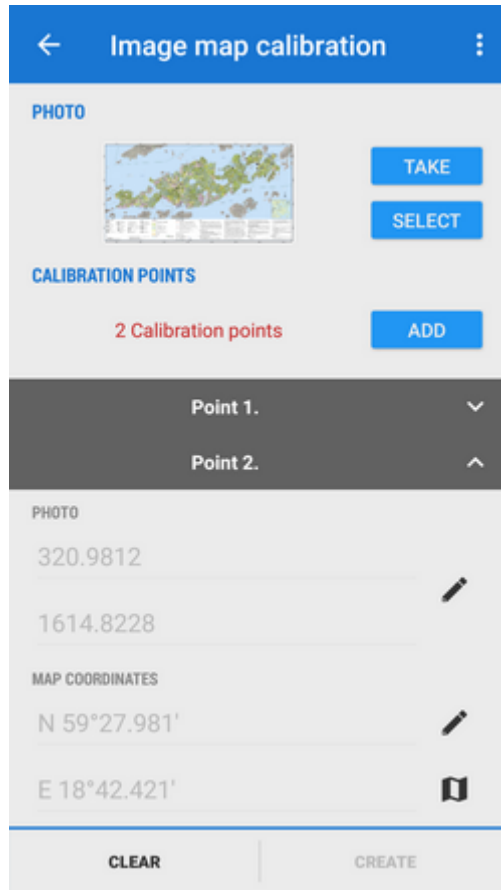 Image map calibration
PHOTO
TAKE
SELECT
CALIBRATION POINTS
2 Calibration points
ADD
Point 1.
Point 2.
PHOTO
320.9812
1614.8228
MAP COORDINATES
N 59°27.981'
E 18°42.421'
CLEAR
CREATE